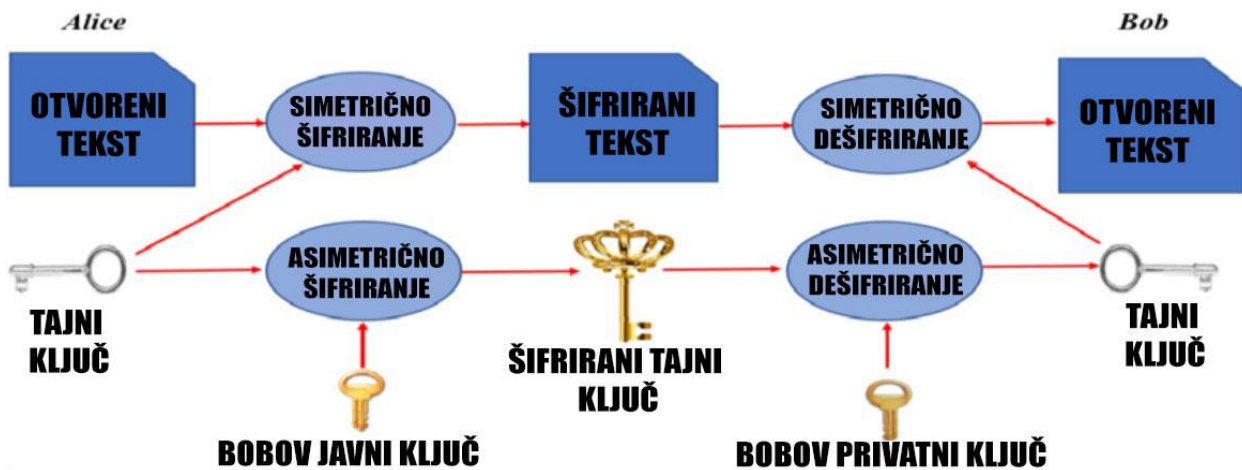 Alice
Bob
OTVORENI
TEKST
SIMETRIČNO
ŠIFRIRANJE
ŠIFRIRANI
TEKST
SIMETRIČNO
DEŠIFRIRANJE
OTVORENI
TEKST
TAJNI
KLJUČ
ASIMETRIČNO
ŠIFRIRANJE
ŠIFRIRANI TAJNI
KLJUČ
ASIMETRIČNO
DEŠIFRIRANJE
TAJNI
KLJUČ
BOBOV JAVNI KLJUČ
BOBOV PRIVATNI KLJUČ